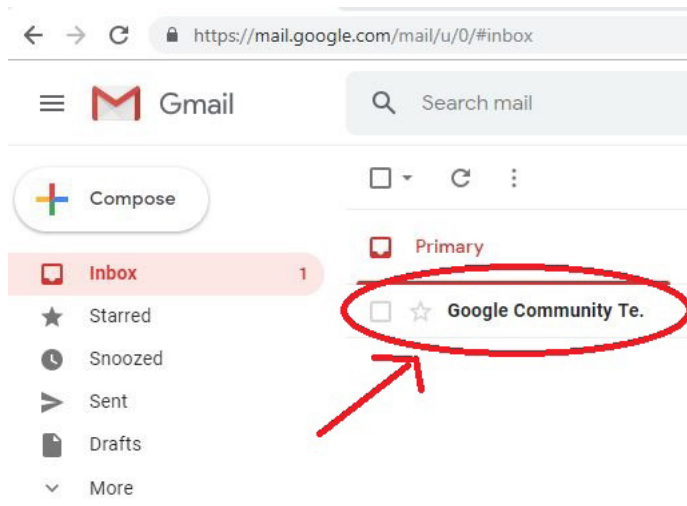 https://mail.google.com/mail/u/0/#inbox
Gmail
Search mail
Compose
Primary
Inbox 1
Google Community Te.
Starred
Snoozed
Sent
Drafts
More